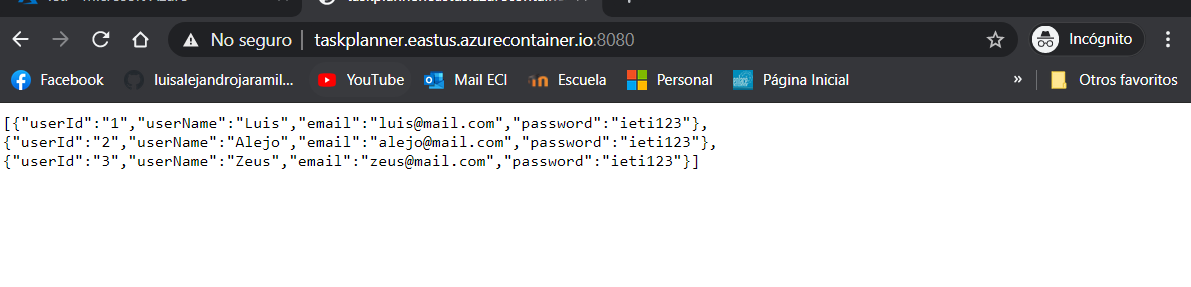 No seguro taskplanner.eastus.azurecontainer.io:8080 Incógnito
Facebook luisalejandrojaramil... YouTube Mail ECI Escuela Personal Página Inicial » Otros favoritos
[{"userId":"1","userName":"Luis","email":"luis@mail.com","password":"ieti123"},
{"userId":"2","userName":"Alejo","email":"alejo@mail.com","password":"ieti123"},
{"userId":"3","userName":"Zeus","email":"zeus@mail.com","password":"ieti123"}]